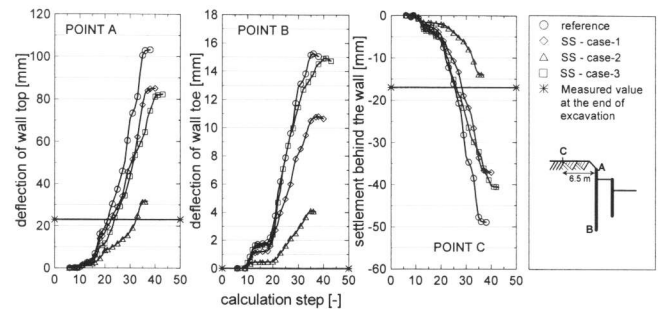 POINT A
deflection of wall top [mm]
120
100
80
60
40
20
0
0 10 20 30 40 50
POINT B
deflection of wall toe [mm]
18
16
14
12
10
8
6
4
2
0
0 10 20 30 40 50
calculation step [-]
POINT C
settlement behind the wall [mm]
0
-10
-20
-30
-40
-50
-60
0 10 20 30 40 50
reference
SS - case-1
SS - case-2
SS - case-3
Measured value
at the end of
excavation
C
A
6.5 m
B